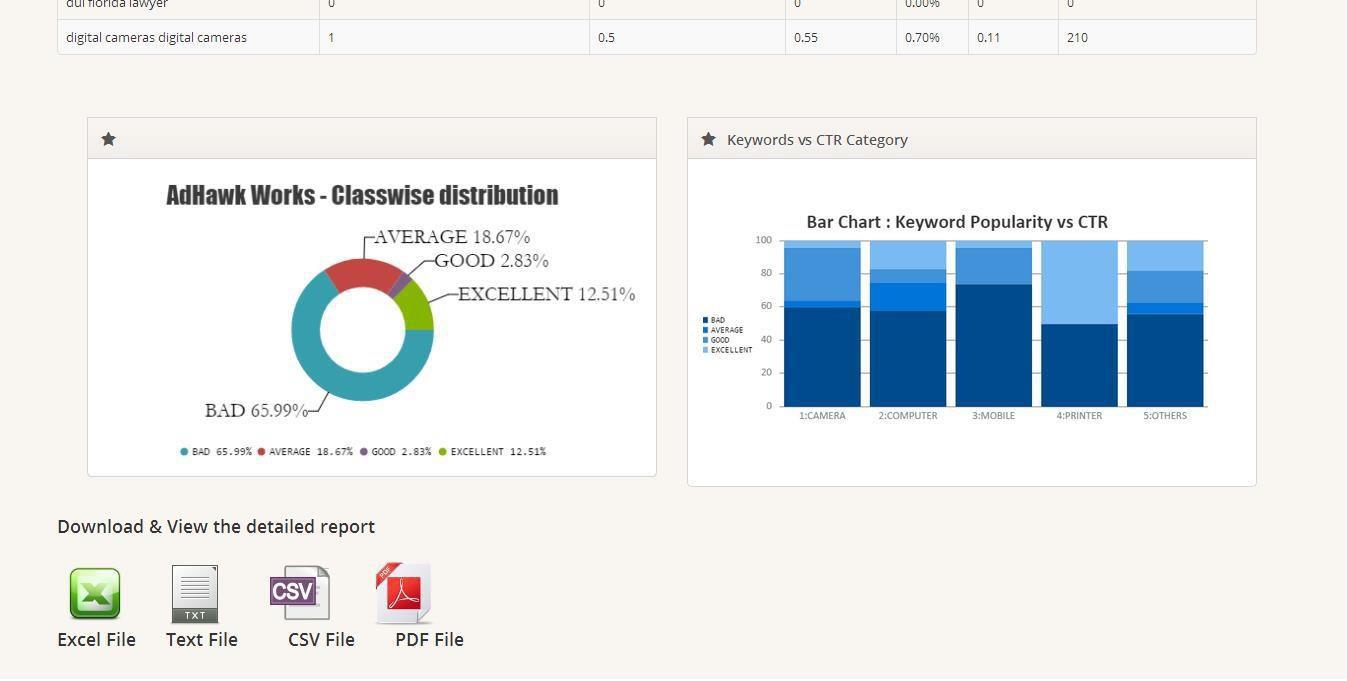 dui florida lawyer 0 0 0 0.00% 0 0
digital cameras digital cameras 1 0.5 0.55 0.70% 0.11 210
AdHawk Works - Classwise distribution
AVERAGE 18.67%
GOOD 2.83%
EXCELLENT 12.51%
BAD 65.99%
BAD 65.99% AVERAGE 18.67% GOOD 2.83% EXCELLENT 12.51%
Keywords vs CTR Category
Bar Chart : Keyword Popularity vs CTR
100
80
60
40
20
0
BAD
AVERAGE
GOOD
EXCELLENT
1:CAMERA 2:COMPUTER 3:MOBILE 4:PRINTER 5:OTHERS
Download & View the detailed report
TXT
CSV
PDF
Excel File Text File CSV File PDF File